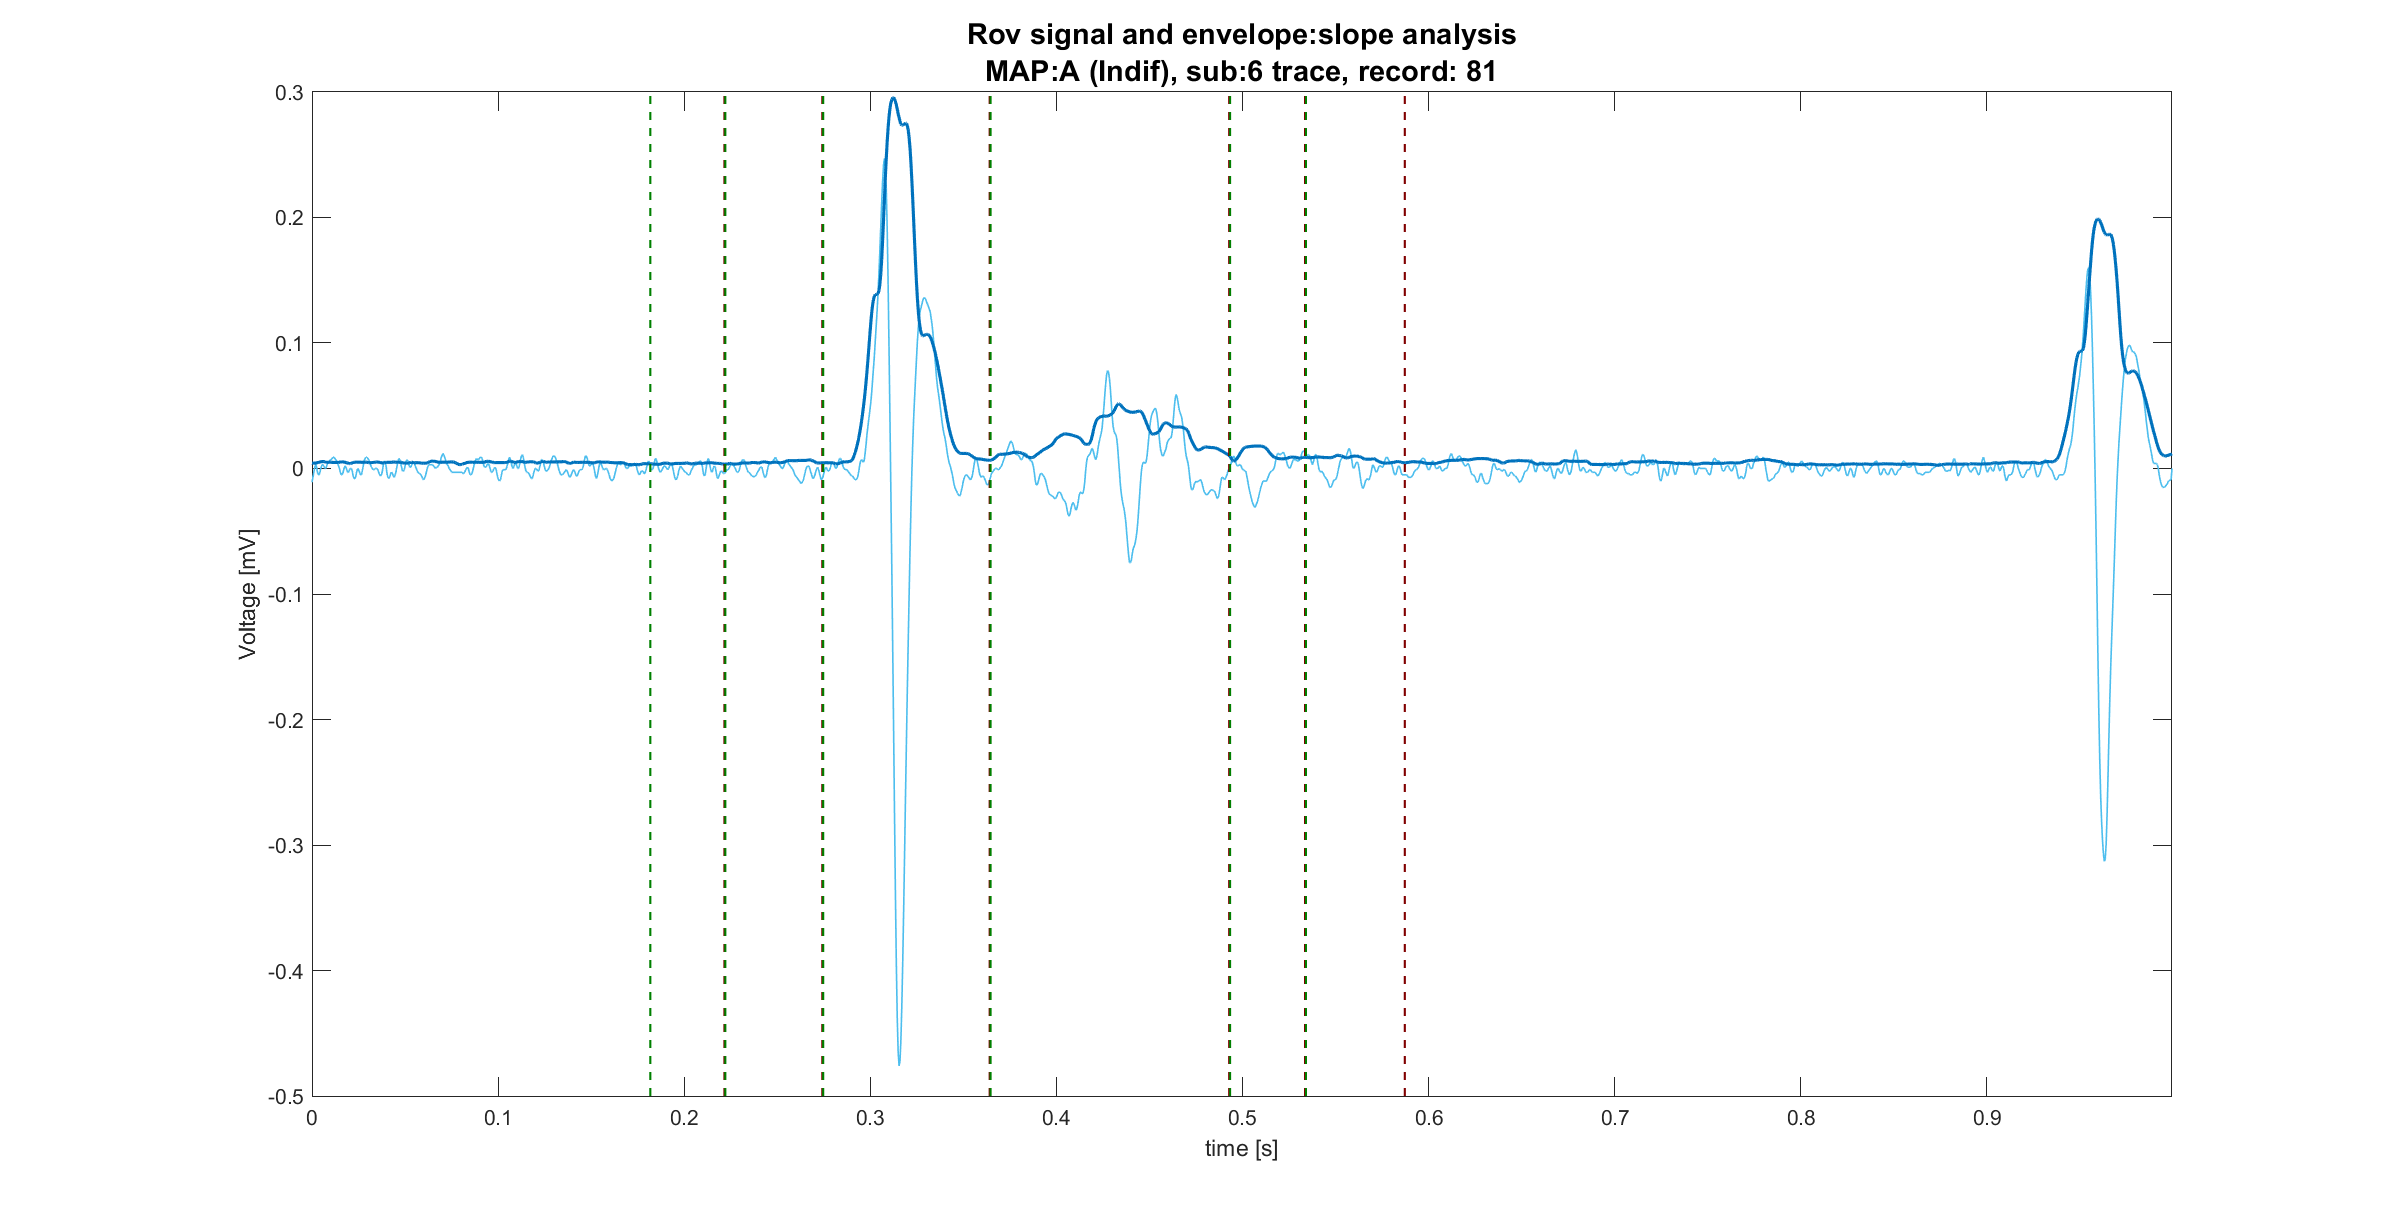 Rov signal and envelope:slope analysis
MAP:A (Indif), sub:6 trace, record: 81
0.3
0.2
0.1
0
-0.1
-0.2
-0.3
-0.4
-0.5
Voltage [mV]
0 0.1 0.2 0.3 0.4 0.5 0.6 0.7 0.8 0.9
time [s]